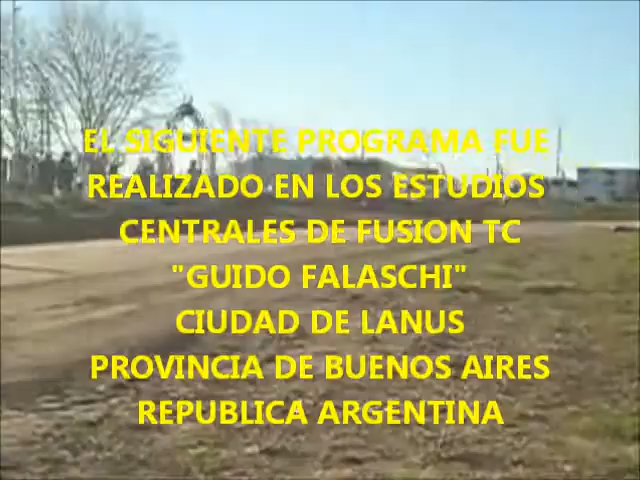 EL SIGUIENTE PROGRAMA FUE
REALIZADO EN LOS ESTUDIOS
CENTRALES DE FUSION TC
"GUIDO FALASCHI"
CIUDAD DE LANUS
PROVINCIA DE BUENOS AIRES
REPUBLICA ARGENTINA